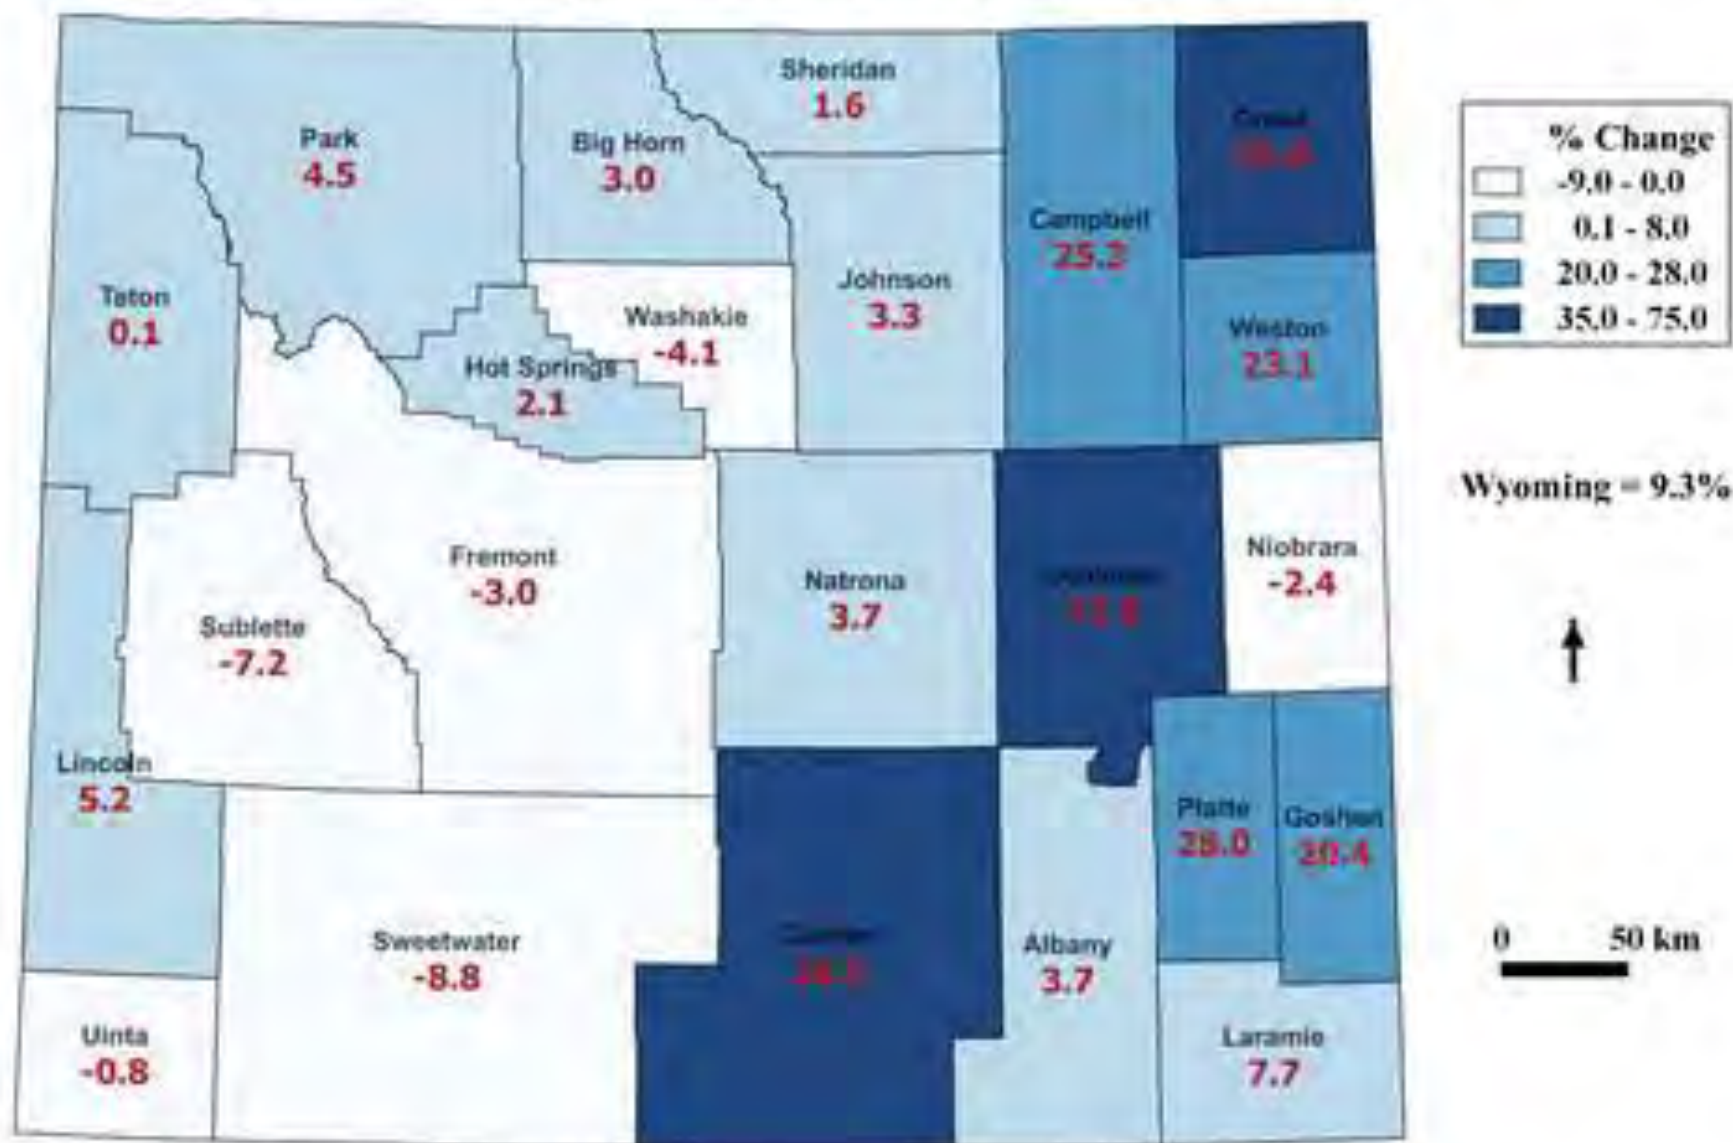 Park
4.5
Big Horn
3.0
Sheridan
1.6
Campbell
25.2
Teton
0.1
Johnson
3.3
Washakie
-4.1
Hot Springs
2.1
Weston
23.1
Fremont
-3.0
Sublette
-7.2
Natrona
3.7
Niobrara
-2.4
Lincoln
5.2
Platte
28.0
Goshen
20.4
Sweetwater
-8.8
Albany
3.7
Uinta
-0.8
Laramie
7.7
% Change
-9.0 - 0.0
0.1 - 8.0
20.0 - 28.0
35.0 - 75.0
Wyoming = 9.3%
0 50 km